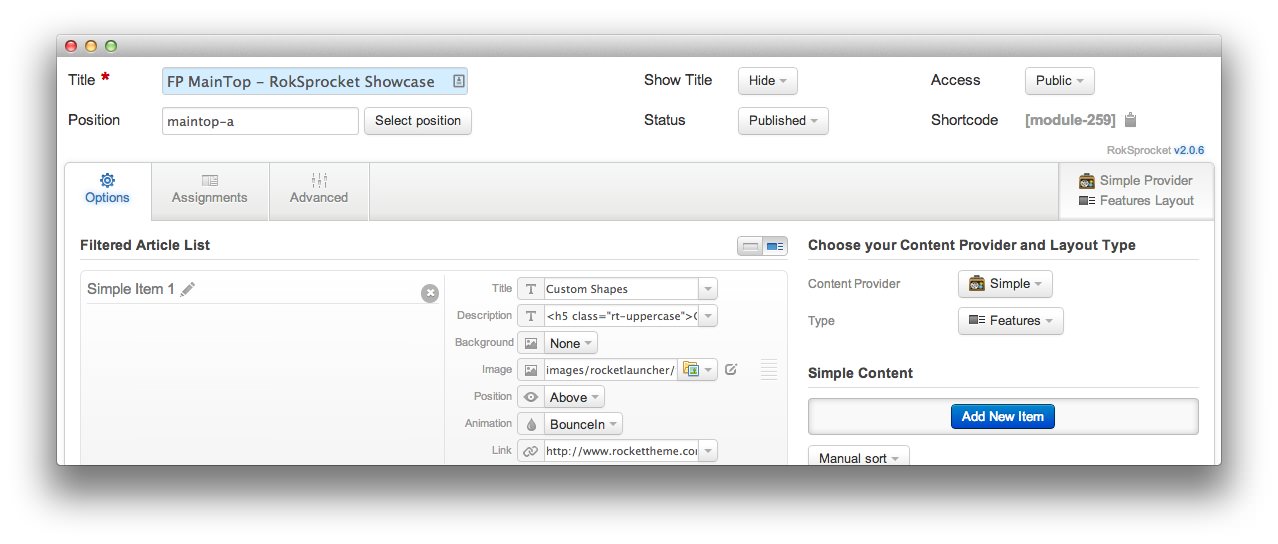 Title * FP MainTop – RokSprocket Showcase Show Title Hide Access Public
Position maintop-a Select position Status Published Shortcode [module-259]
RokSprocket v2.0.6
Options Assignments Advanced
Simple Provider
Features Layout
Filtered Article List
Simple Item 1
Title T Custom Shapes
Description T <h5 class="rt-uppercase">
Background None
Image images/rocketlauncher/
Position Above
Animation BounceIn
Link http://www.rockettheme.co
Choose your Content Provider and Layout Type
Content Provider Simple
Type Features
Simple Content
Add New Item
Manual sort